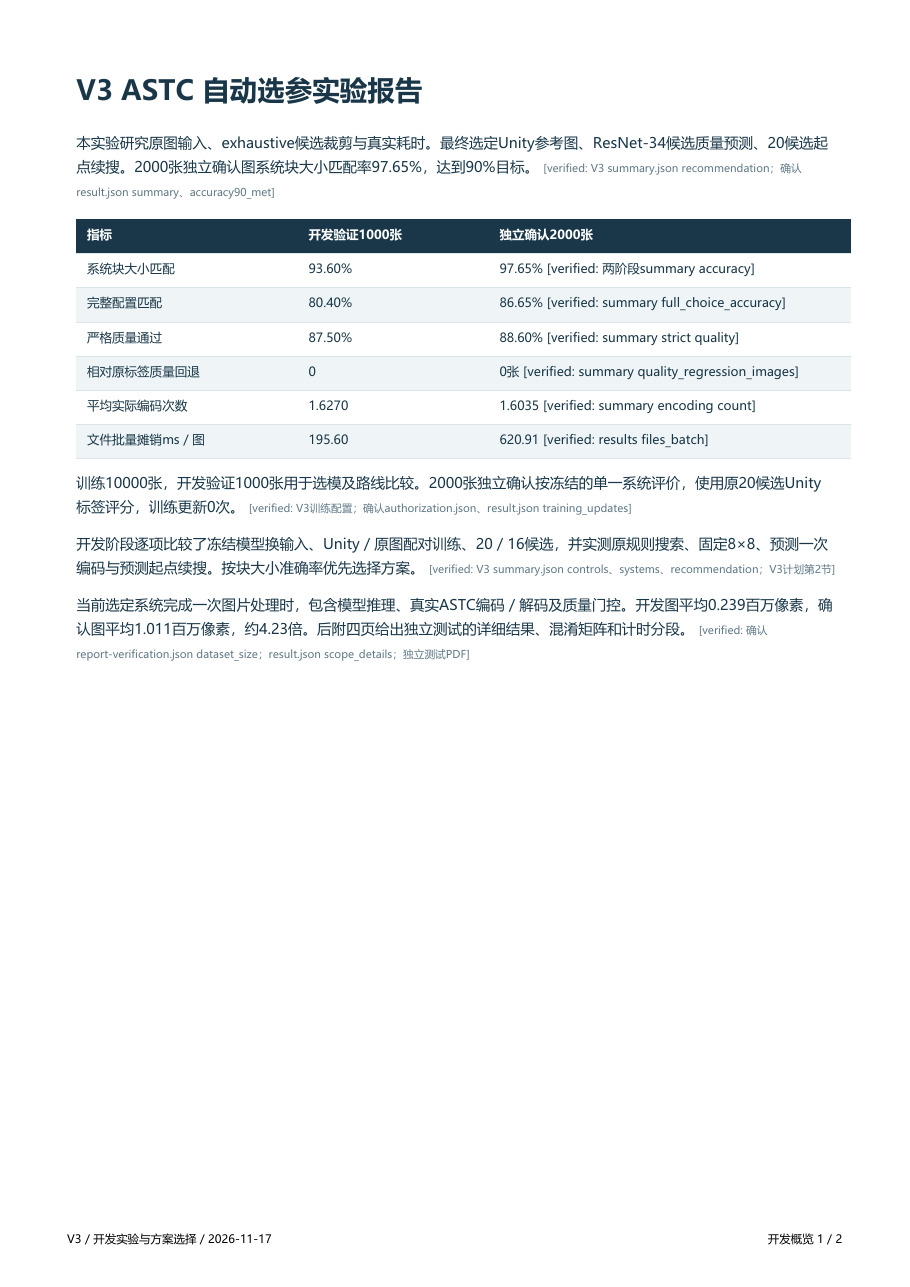 V3 ASTC 自动选参实验报告
本实验研究原图输入、exhaustive候选裁剪与真实耗时。最终选定Unity参考图、ResNet-34候选质量预测、20候选起
点续搜。2000张独立确认图系统块大小匹配率97.65%，达到90%目标。 [verified: V3 summary.json recommendation；确认
result.json summary、accuracy90_met]
指标 开发验证1000张 独立确认2000张
系统块大小匹配 93.60% 97.65% [verified: 两阶段summary accuracy]
完整配置匹配 80.40% 86.65% [verified: summary full_choice_accuracy]
严格质量通过 87.50% 88.60% [verified: summary strict quality]
相对原标签质量回退 0 0张 [verified: summary quality_regression_images]
平均实际编码次数 1.6270 1.6035 [verified: summary encoding count]
文件批量摊销ms / 图 195.60 620.91 [verified: results files_batch]
训练10000张，开发验证1000张用于选模及路线比较。2000张独立确认按冻结的单一系统评价，使用原20候选Unity
标签评分，训练更新0次。 [verified: V3训练配置；确认authorization.json、result.json training_updates]
开发阶段逐项比较了冻结模型换输入、Unity / 原图配对训练、20 / 16候选，并实测原规则搜索、固定8×8、预测一次
编码与预测起点续搜。按块大小准确率优先选择方案。 [verified: V3 summary.json controls、systems、recommendation；V3计划第2节]
当前选定系统完成一次图片处理时，包含模型推理、真实ASTC编码 / 解码及质量门控。开发图平均0.239百万像素，确
认图平均1.011百万像素，约4.23倍。后附四页给出独立测试的详细结果、混淆矩阵和计时分段。 [verified: 确认
report-verification.json dataset_size；result.json scope_details；独立测试PDF]
V3 / 开发实验与方案选择 / 2026-11-17 开发概览 1 / 2